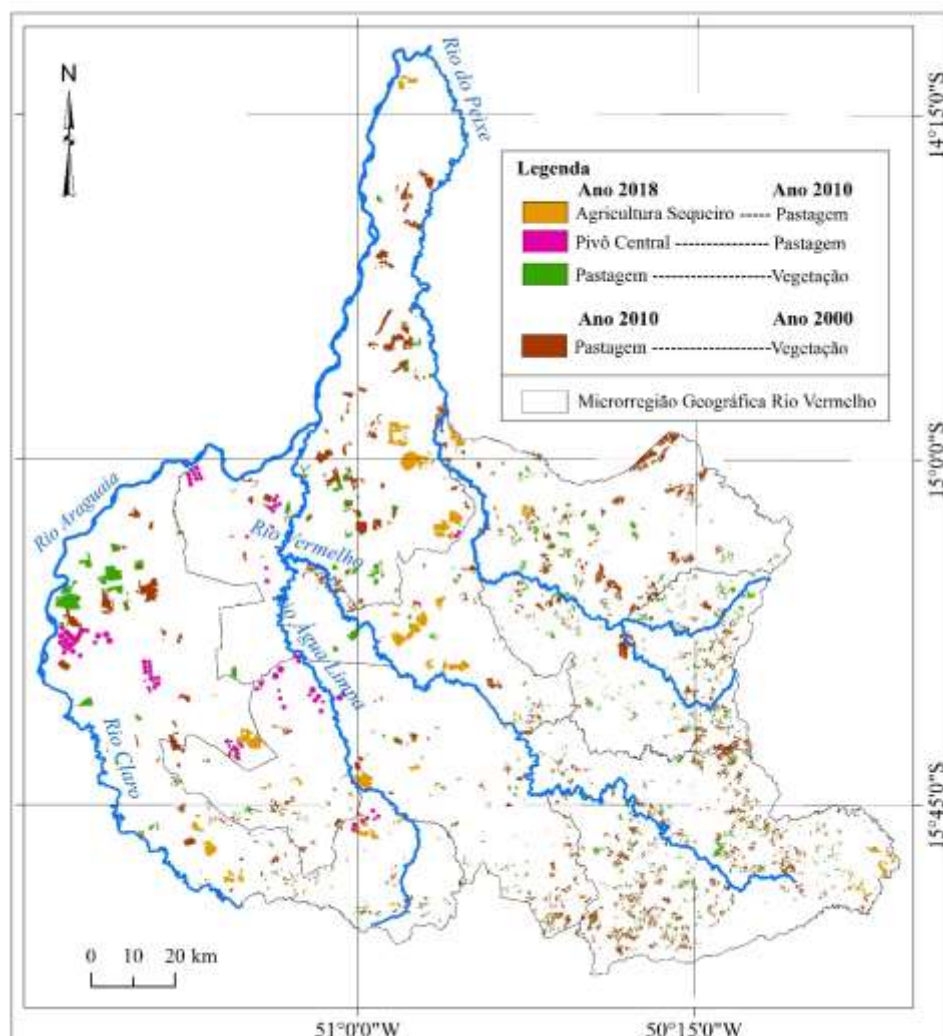 N
Rio do Peixe
14°15'0"S
Legenda
Ano 2018 Ano 2010
Agricultura Sequeiro ----- Pastagem
Pivô Central -------------------- Pastagem
Pastagem -----------------------Vegetação
Ano 2010 Ano 2000
Pastagem -----------------------Vegetação
Microrregião Geográfica Rio Vermelho
15°0'0"S
Rio Araguaia
Rio Vermelho
Rio Água Limpa
Rio Claro
15°45'0"S
0 10 20 km
51°0'0"W 50°15'0"W